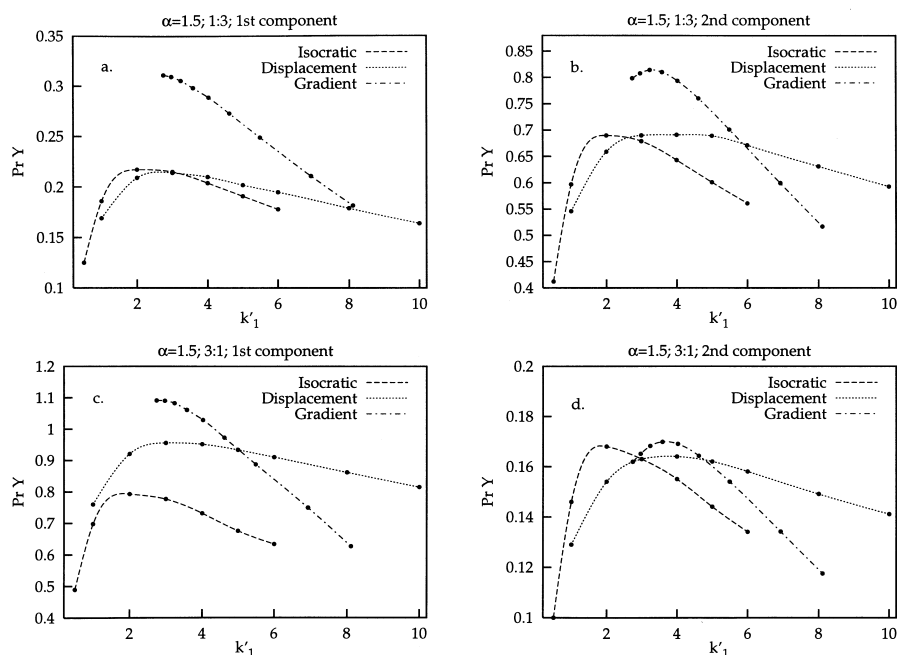 α=1.5; 1:3; 1st component
0.35
0.3
0.25
0.2
0.15
0.1
Pr Y
a.
Isocratic
Displacement
Gradient
2 4 6 8 10
k'1
α=1.5; 1:3; 2nd component
0.85
0.8
0.75
0.7
0.65
0.6
0.55
0.5
0.45
0.4
Pr Y
b.
Isocratic
Displacement
Gradient
2 4 6 8 10
k'1
α=1.5; 3:1; 1st component
1.2
1.1
1
0.9
0.8
0.7
0.6
0.5
0.4
Pr Y
c.
Isocratic
Displacement
Gradient
2 4 6 8 10
k'1
α=1.5; 3:1; 2nd component
0.2
0.18
0.16
0.14
0.12
0.1
Pr Y
d.
Isocratic
Displacement
Gradient
2 4 6 8 10
k'1